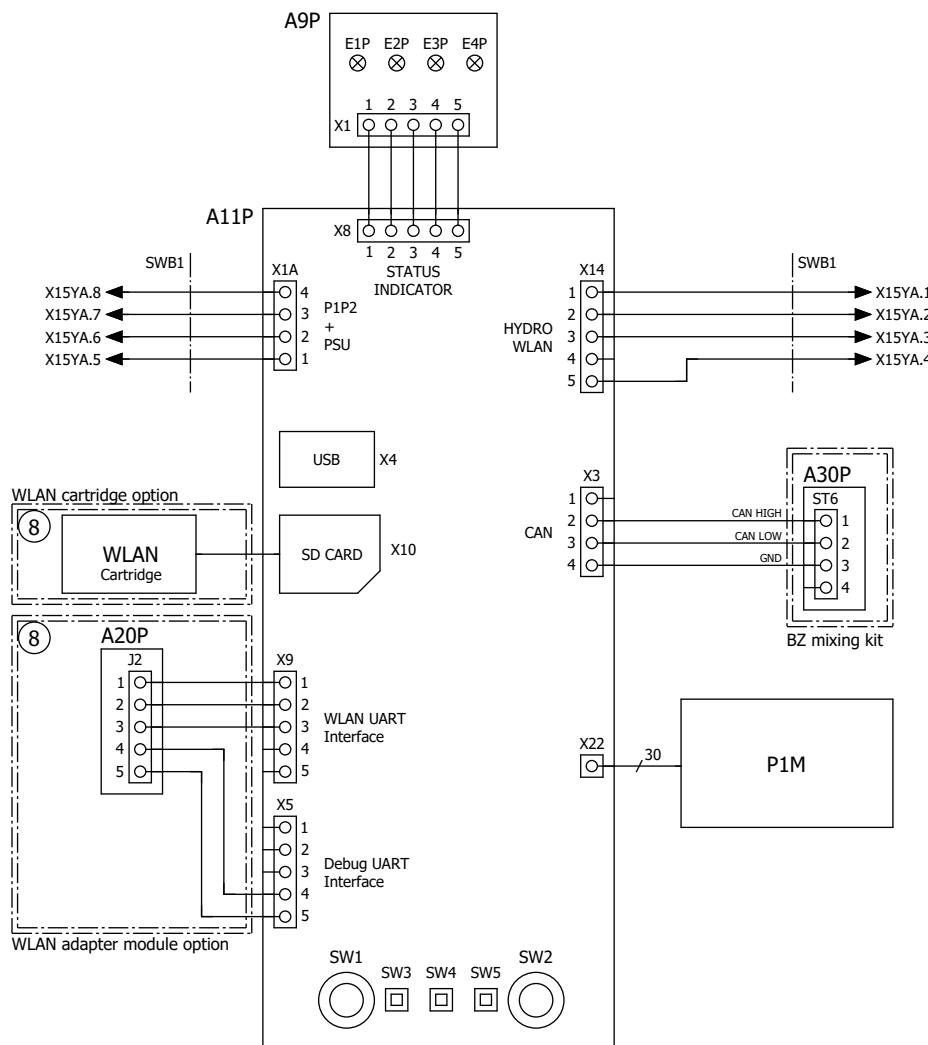 A9P
E1P E2P E3P E4P
1 2 3 4 5
X1
A11P
X8
1 2 3 4 5
STATUS
INDICATOR
SWB1
X1A
X15YA.8
4
X15YA.7
3
X15YA.6
2
X15YA.5
1
P1P2
+
PSU
X14
SWB1
1
X15YA.1
2
X15YA.2
3
X15YA.3
4
X15YA.4
5
HYDRO
WLAN
USB
X4
WLAN cartridge option
8
WLAN
Cartridge
SD CARD
X10
X3
1
2
3
4
CAN
CAN HIGH
CAN LOW
GND
A30P
ST6
1
2
3
4
BZ mixing kit
8
A20P
J2
1
2
3
4
5
X9
1
2
3
4
5
WLAN UART
Interface
X22
30
P1M
X5
1
2
3
4
5
Debug UART
Interface
WLAN adapter module option
SW1
SW3 SW4 SW5
SW2